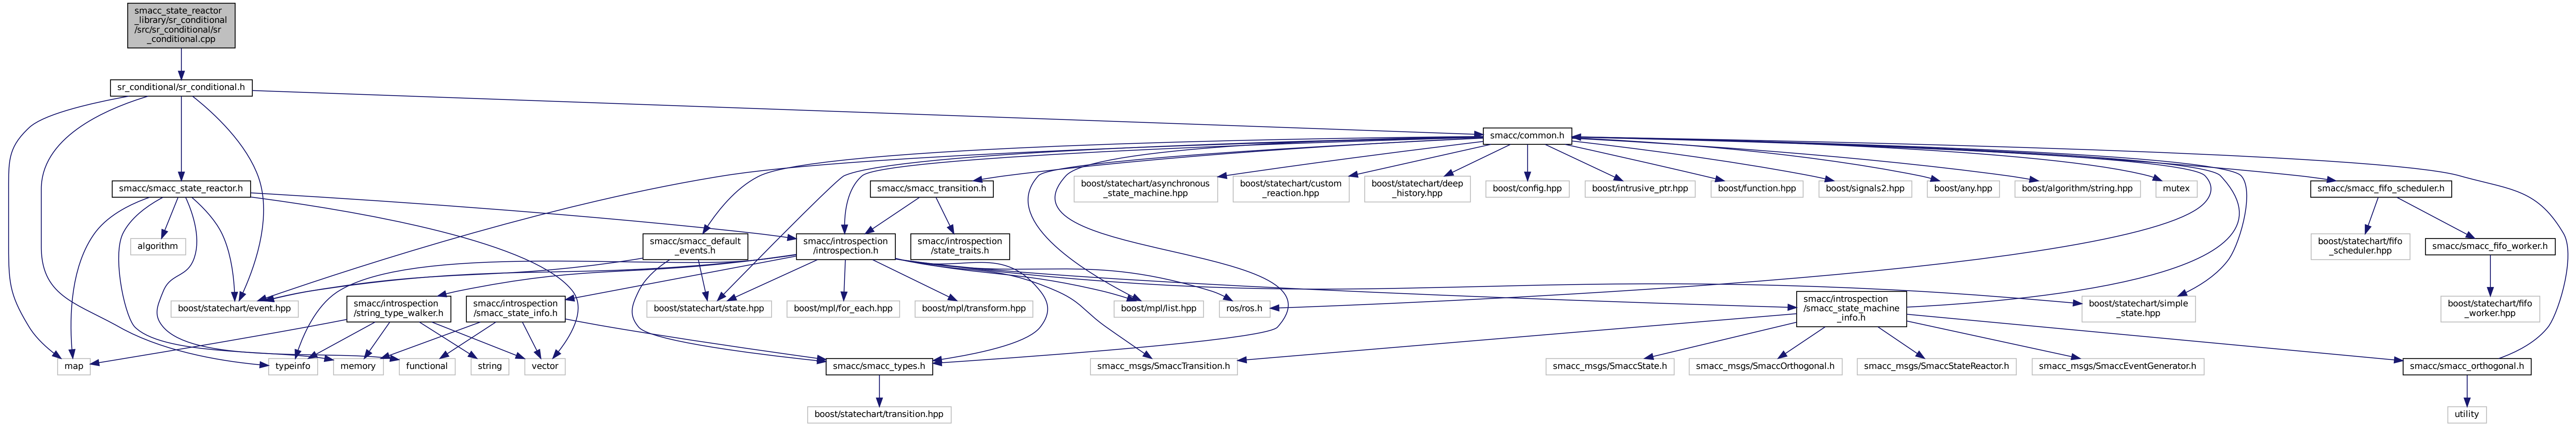 smacc_state_reactor
_library/sr_conditional
/src/sr_conditional/sr
_conditional.cpp
sr_conditional/sr_conditional.h
smacc/common.h
smacc/smacc_state_reactor.h
smacc/smacc_transition.h
boost/statechart/asynchronous
_state_machine.hpp
boost/statechart/custom
_reaction.hpp
boost/statechart/deep
_history.hpp
boost/config.hpp
boost/intrusive_ptr.hpp
boost/function.hpp
boost/signals2.hpp
boost/any.hpp
boost/algorithm/string.hpp
mutex
smacc/smacc_fifo_scheduler.h
algorithm
smacc/smacc_default
_events.h
smacc/introspection
/introspection.h
smacc/introspection
/state_traits.h
boost/statechart/fifo
_scheduler.hpp
smacc/smacc_fifo_worker.h
boost/statechart/event.hpp
smacc/introspection
/string_type_walker.h
smacc/introspection
/smacc_state_info.h
boost/statechart/state.hpp
boost/mpl/for_each.hpp
boost/mpl/transform.hpp
boost/mpl/list.hpp
ros/ros.h
smacc/introspection
/smacc_state_machine
_info.h
boost/statechart/simple
_state.hpp
boost/statechart/fifo
_worker.hpp
map
typeinfo
memory
functional
string
vector
smacc/smacc_types.h
smacc_msgs/SmaccTransition.h
smacc_msgs/SmaccState.h
smacc_msgs/SmaccOrthogonal.h
smacc_msgs/SmaccStateReactor.h
smacc_msgs/SmaccEventGenerator.h
smacc/smacc_orthogonal.h
boost/statechart/transition.hpp
utility